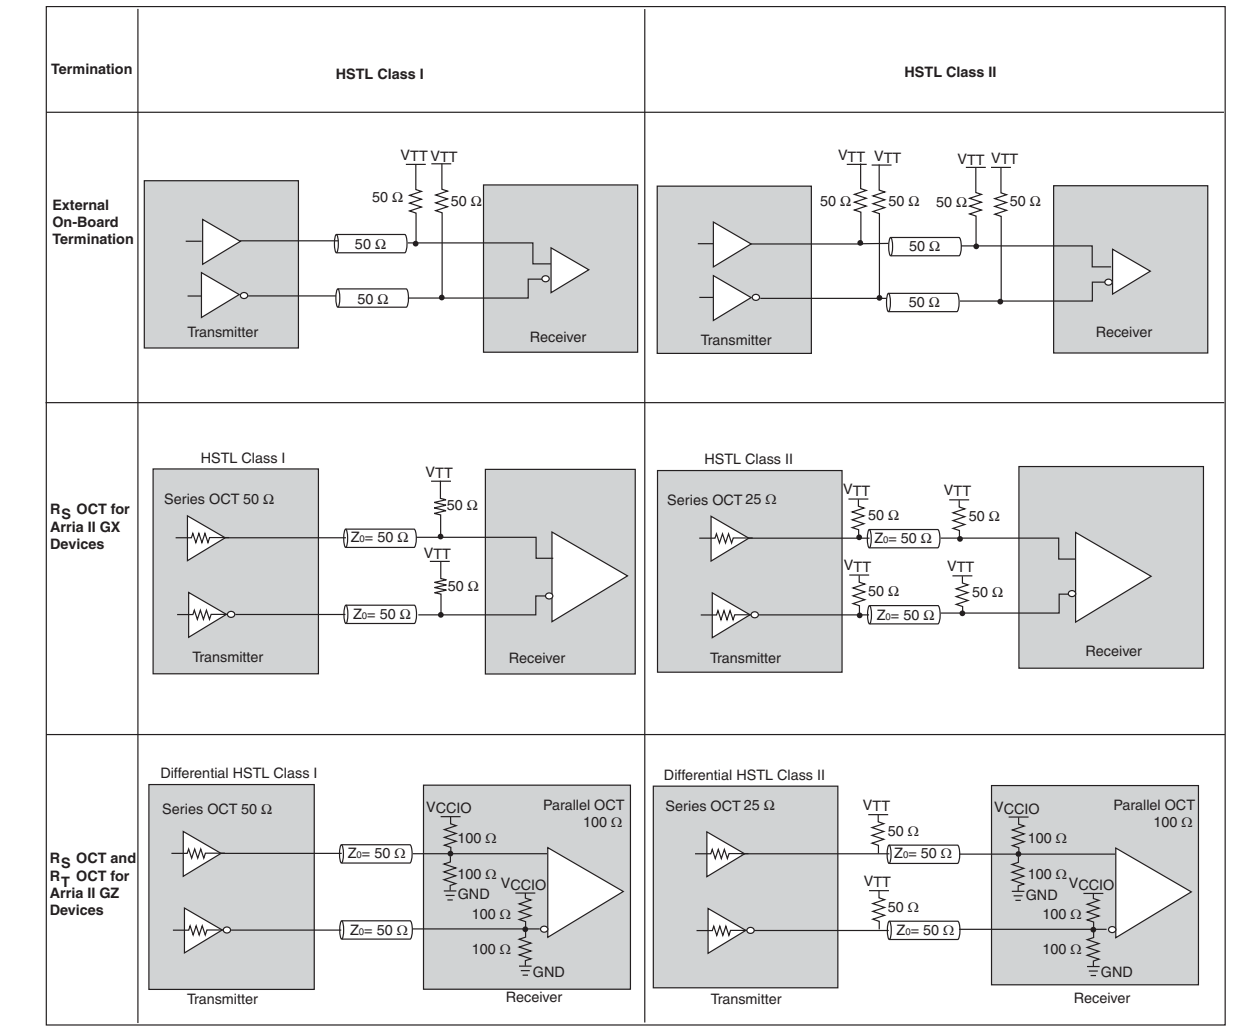 Termination
HSTL Class I
HSTL Class II
External
On-Board
Termination
VTT VTT
50 Ω
50 Ω
50 Ω
50 Ω
Transmitter
Receiver
VTT VTT
VTT VTT
50 Ω
50 Ω
50 Ω
50 Ω
50 Ω
50 Ω
Transmitter
Receiver
RS OCT for
Arria II GX
Devices
HSTL Class I
Series OCT 50 Ω
VTT
50 Ω
Z0= 50 Ω
VTT
50 Ω
Z0= 50 Ω
Transmitter
Receiver
HSTL Class II
Series OCT 25 Ω
VTT
VTT
50 Ω
50 Ω
Z0= 50 Ω
VTT
VTT
50 Ω
50 Ω
Z0= 50 Ω
Transmitter
Receiver
RS OCT and
RT OCT for
Arria II GZ
Devices
Differential HSTL Class I
Series OCT 50 Ω
VCCIO
Parallel OCT
100 Ω
100 Ω
Z0= 50 Ω
100 Ω
GND
VCCIO
100 Ω
Z0= 50 Ω
100 Ω
GND
Transmitter
Receiver
Differential HSTL Class II
Series OCT 25 Ω
VTT
50 Ω
Z0= 50 Ω
VTT
50 Ω
Z0= 50 Ω
VCCIO
Parallel OCT
100 Ω
100 Ω
100 Ω
GND
VCCIO
100 Ω
100 Ω
GND
Transmitter
Receiver